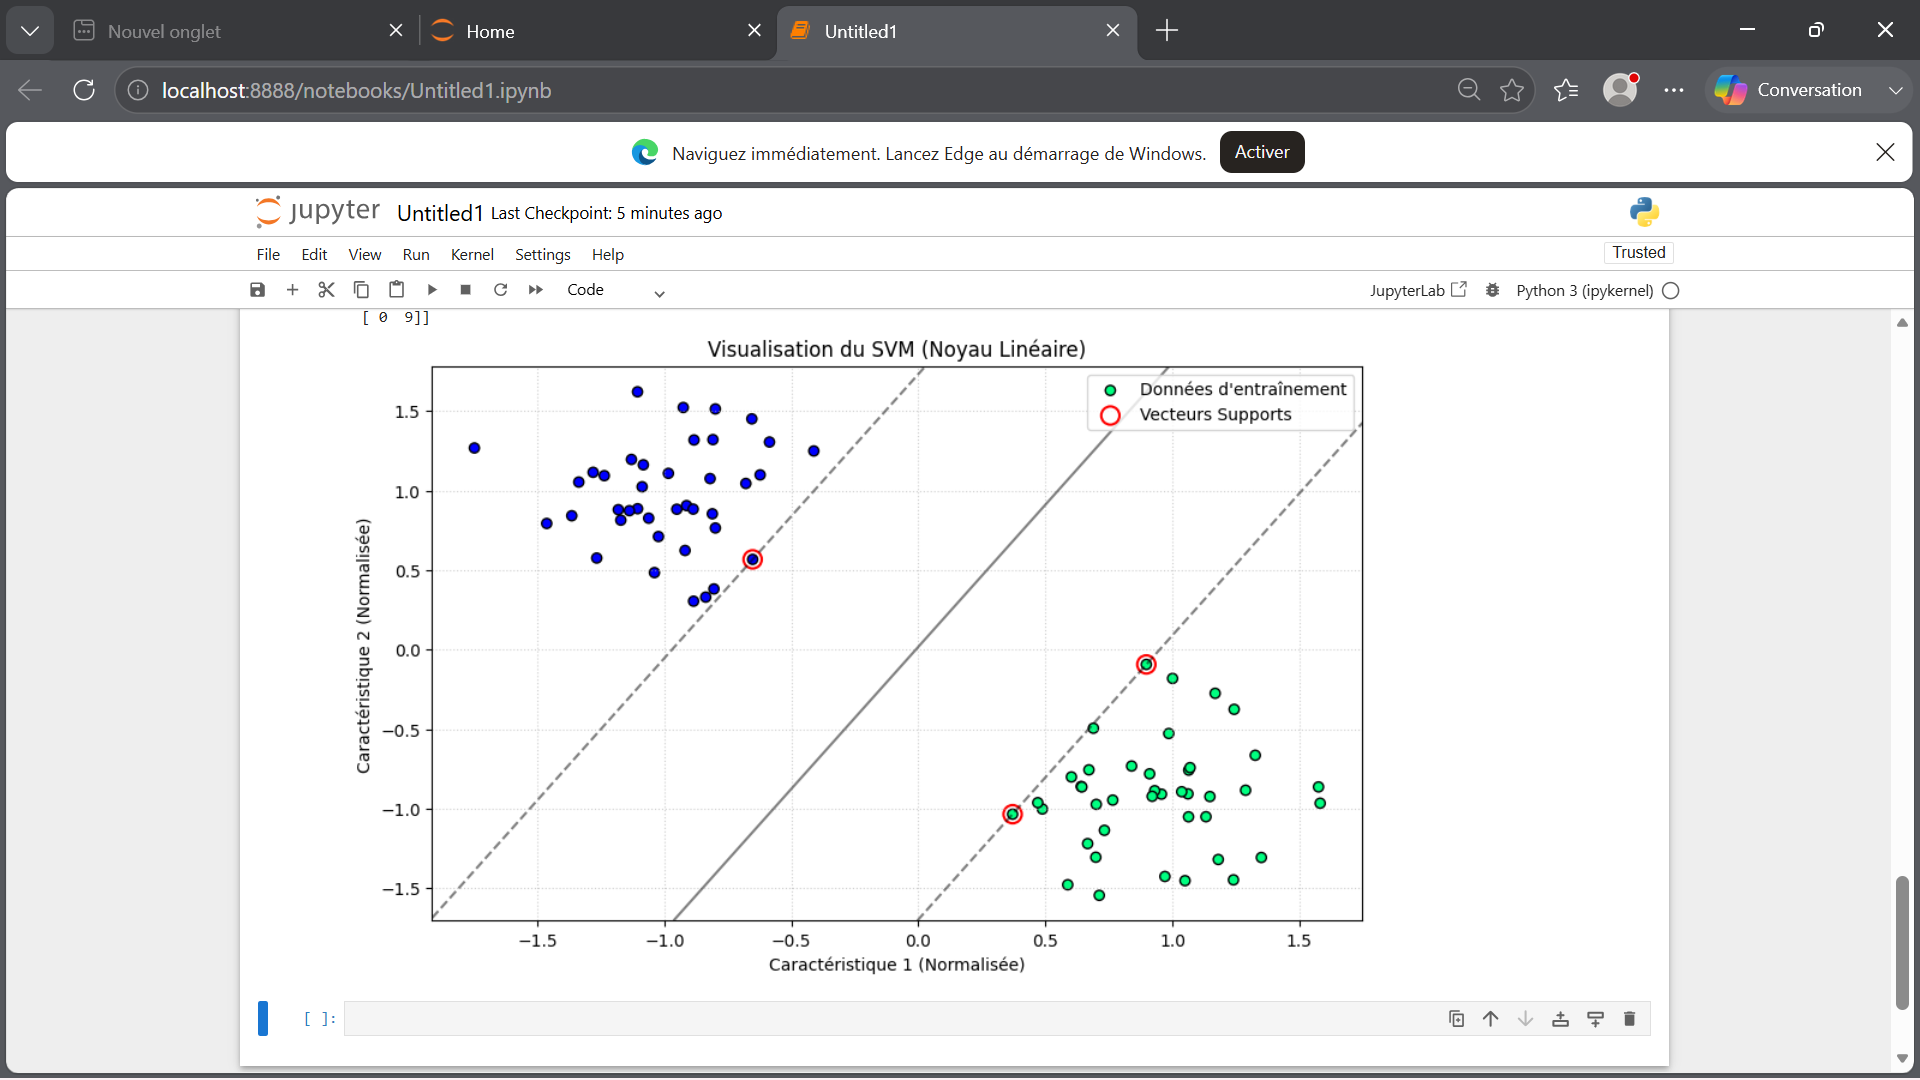 Nouvel onglet
Home
Untitled1
localhost:8888/notebooks/Untitled1.ipynb
Conversation
Naviguez immédiatement. Lancez Edge au démarrage de Windows.
Activer
jupyter Untitled1 Last Checkpoint: 5 minutes ago
File Edit View Run Kernel Settings Help
Trusted
Code
JupyterLab
Python 3 (ipykernel)
[ 0 9]]
Visualisation du SVM (Noyau Linéaire)
Données d'entraînement
Vecteurs Supports
1.5
1.0
0.5
0.0
−0.5
−1.0
−1.5
Caractéristique 2 (Normalisée)
−1.5 −1.0 −0.5 0.0 0.5 1.0 1.5
Caractéristique 1 (Normalisée)
[ ]: